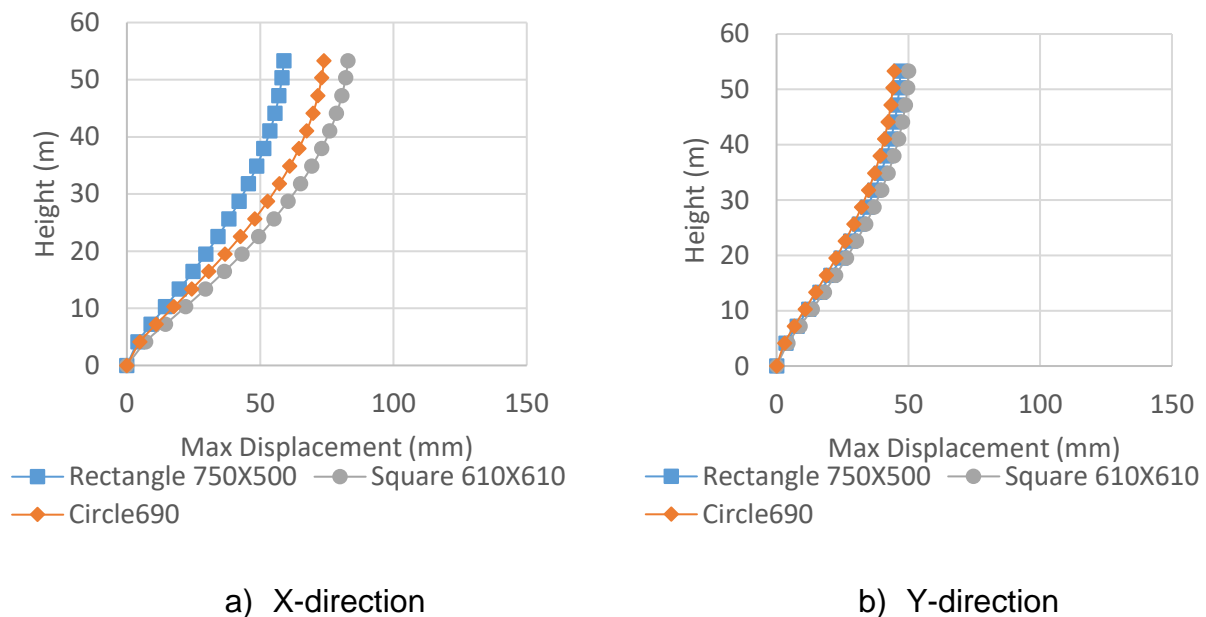 60
50
40
30
20
10
0
Height (m)
0 50 100 150
Max Displacement (mm)
Rectangle 750X500 Square 610X610
Circle690
a) X-direction
60
50
40
30
20
10
0
Height (m)
0 50 100 150
Max Displacement (mm)
Rectangle 750X500 Square 610X610
Circle690
b) Y-direction